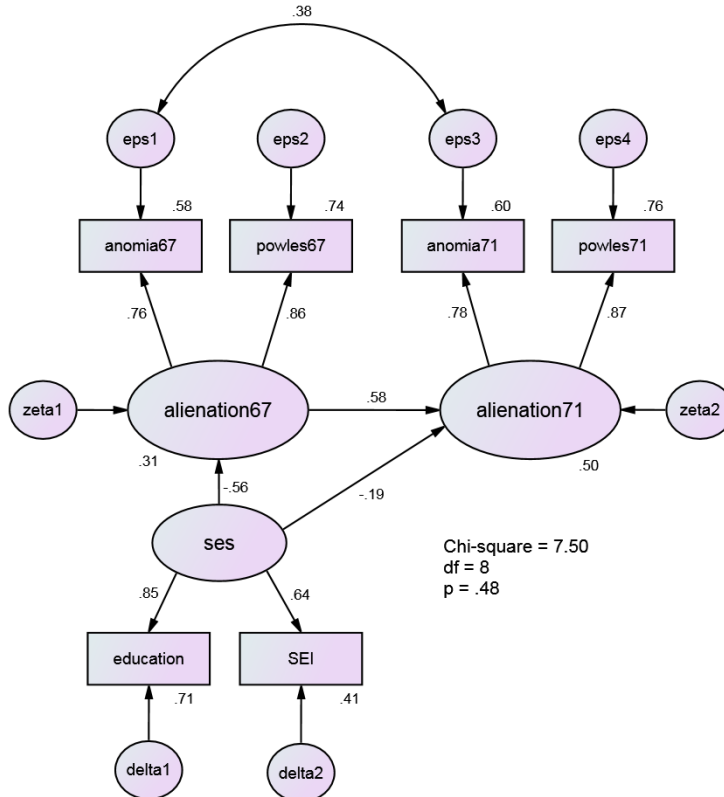 .38
eps1
eps2
eps3
eps4
.58
.74
.60
.76
anomia67
powles67
anomia71
powles71
.76
.86
.78
.87
zeta1
alienation67
.58
alienation71
zeta2
.31
.50
-.56
-.19
ses
Chi-square = 7.50
df = 8
p = .48
.85
.64
education
SEI
.71
.41
delta1
delta2